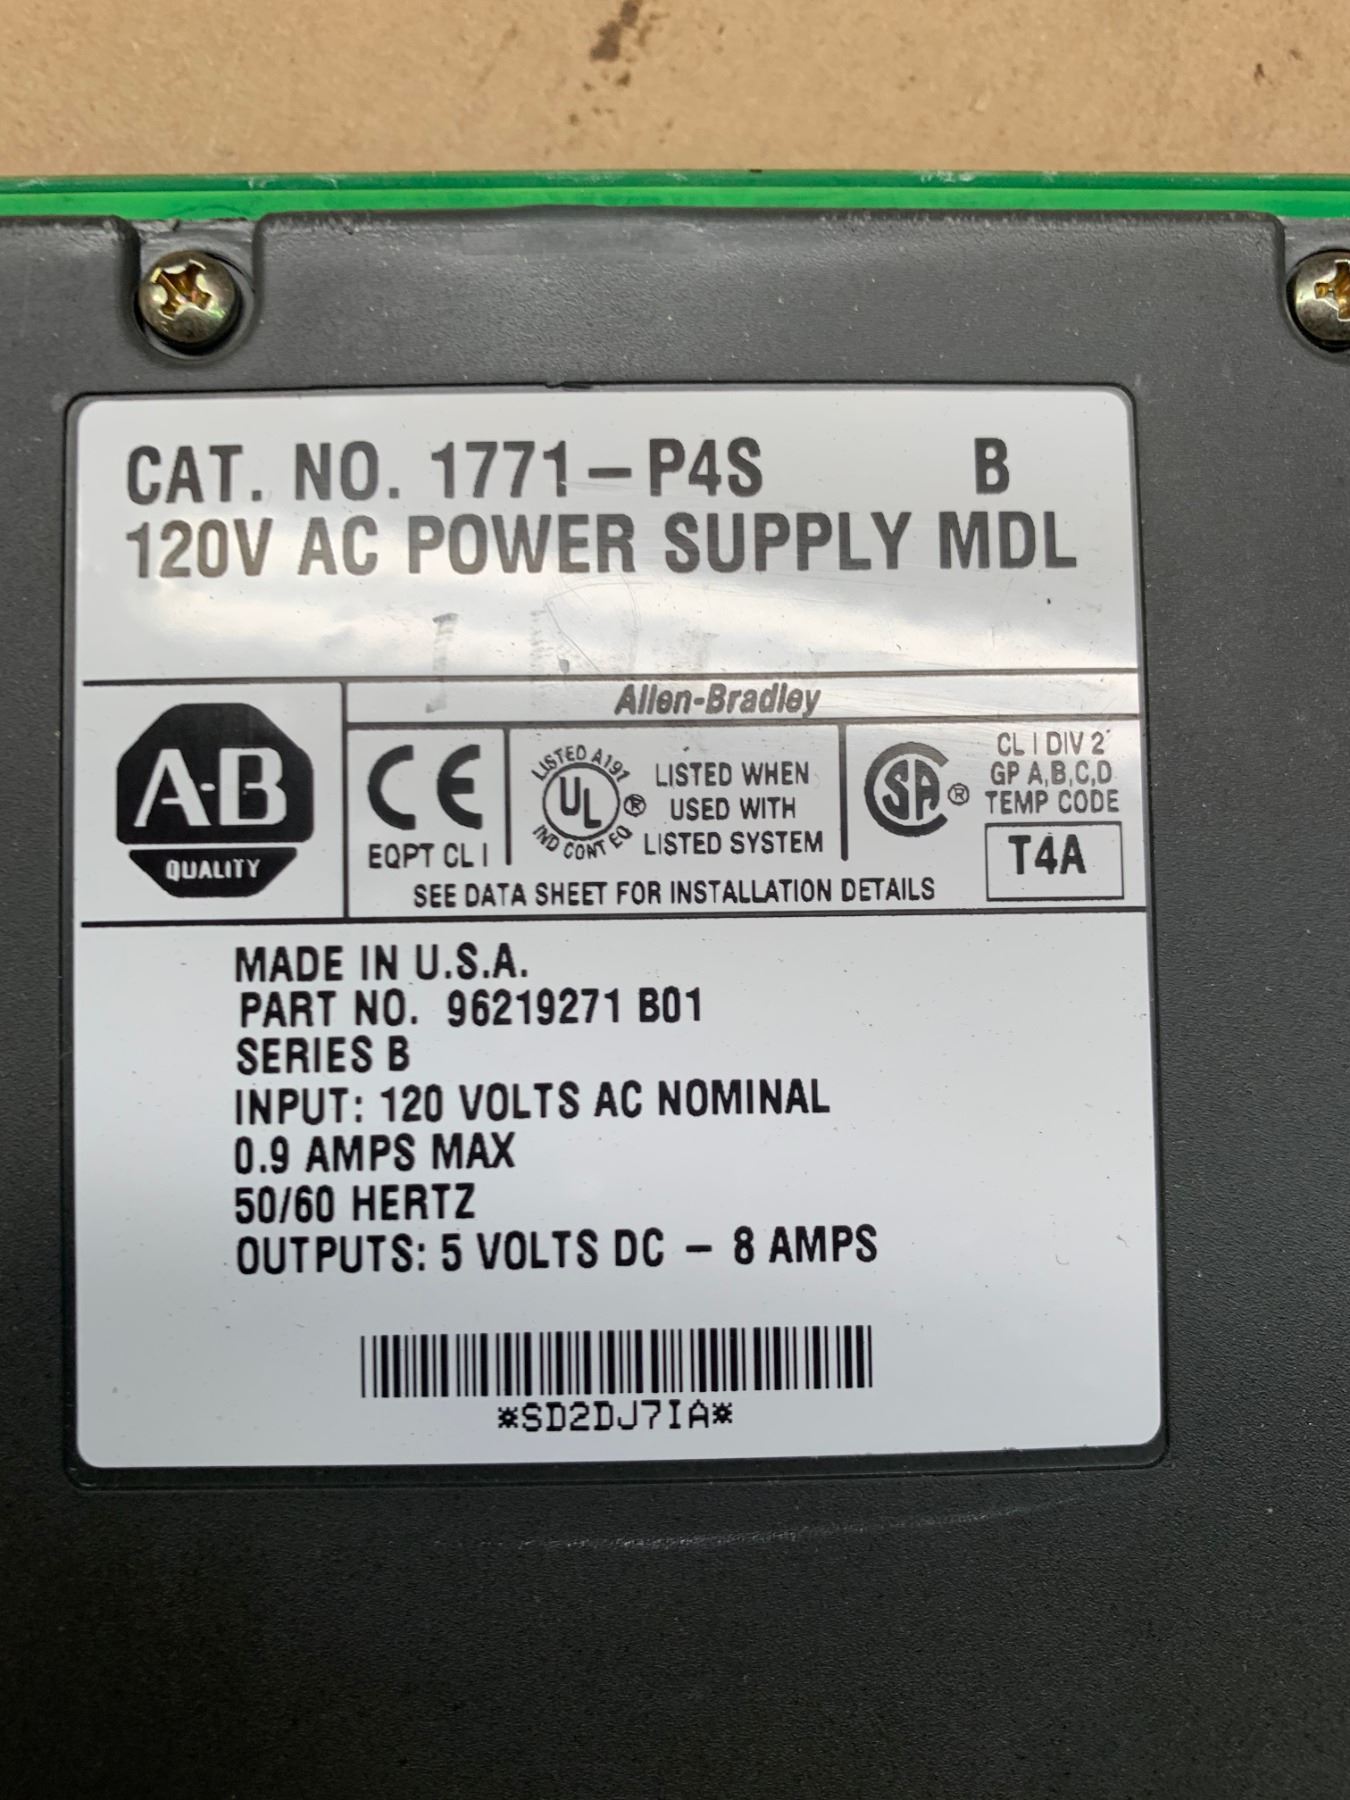 CAT. NO. 1771-P4S B
120V AC POWER SUPPLY MDL
Allen-Bradley
A-B
QUALITY
CE
EQPT CL I
LISTED A191
UL ®
IND CONT EQ
LISTED WHEN
USED WITH
LISTED SYSTEM
SA ®
CL I DIV 2
GP A,B,C,D
TEMP CODE
T4A
SEE DATA SHEET FOR INSTALLATION DETAILS
MADE IN U.S.A.
PART NO. 96219271 B01
SERIES B
INPUT: 120 VOLTS AC NOMINAL
0.9 AMPS MAX
50/60 HERTZ
OUTPUTS: 5 VOLTS DC - 8 AMPS
*SD2DJ7IA*